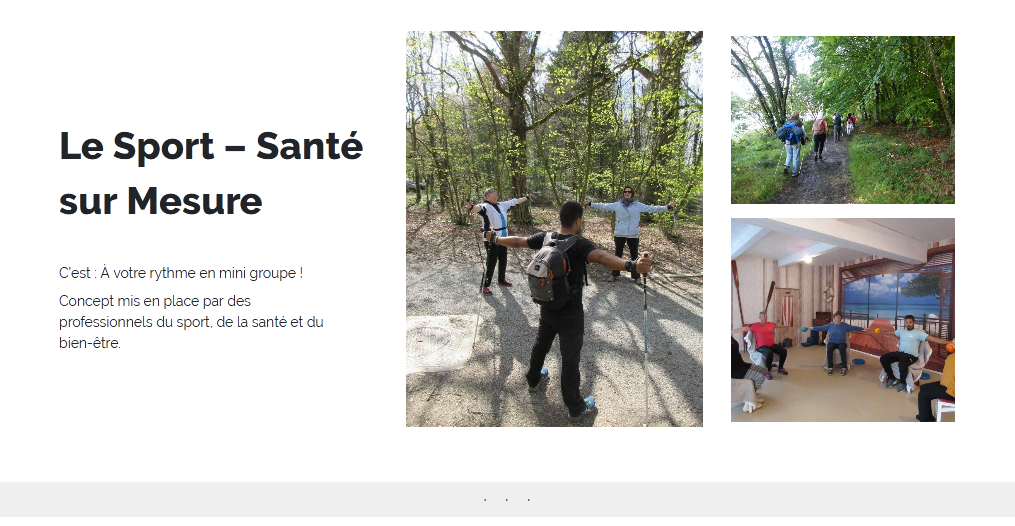 Le Sport – Santé
sur Mesure
C'est : À votre rythme en mini groupe !
Concept mis en place par des
professionnels du sport, de la santé et du
bien-être.
. . .